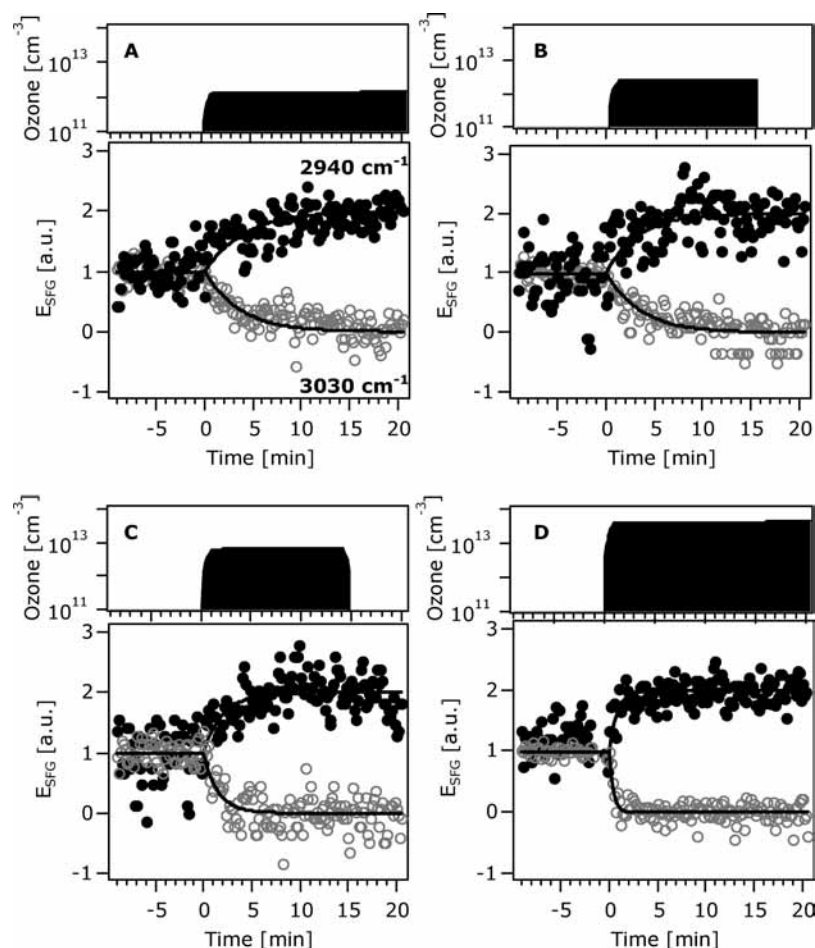 A
Ozone [cm⁻³]
10¹³
10¹¹
2940 cm⁻¹
3030 cm⁻¹
E_SFG [a.u.]
3
2
1
0
-1
-5 0 5 10 15 20
Time [min]
B
Ozone [cm⁻³]
10¹³
10¹¹
E_SFG [a.u.]
3
2
1
0
-1
-5 0 5 10 15 20
Time [min]
C
Ozone [cm⁻³]
10¹³
10¹¹
E_SFG [a.u.]
3
2
1
0
-1
-5 0 5 10 15 20
Time [min]
D
Ozone [cm⁻³]
10¹³
10¹¹
E_SFG [a.u.]
3
2
1
0
-1
-5 0 5 10 15 20
Time [min]